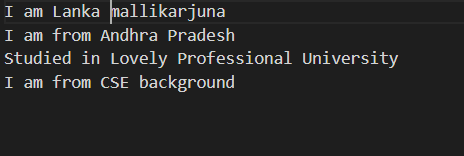 I am Lanka mallikarjuna
I am from Andhra Pradesh
Studied in Lovely Professional University
I am from CSE background